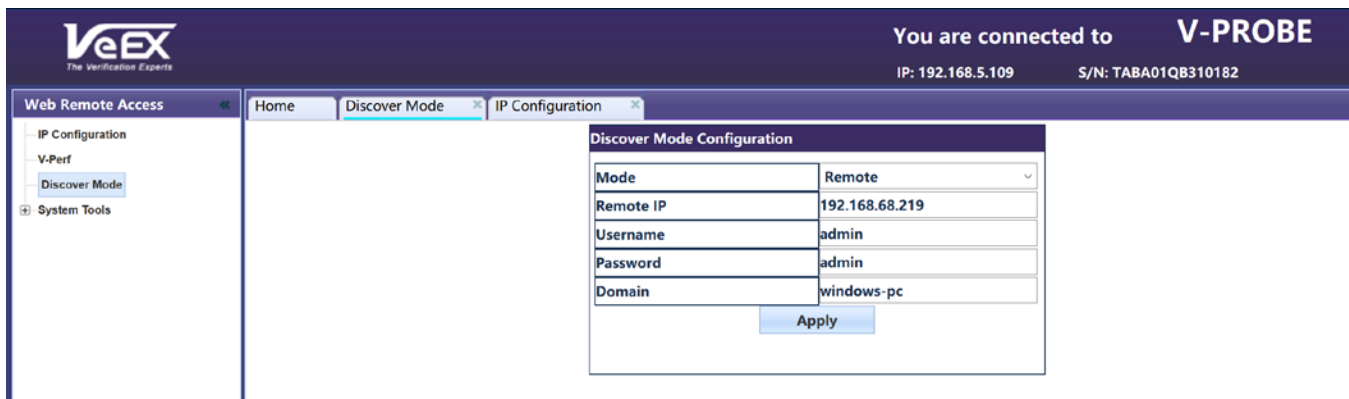 VeEX
The Verification Experts
You are connected to V-PROBE
IP: 192.168.5.109 S/N: TABA01QB310182
Web Remote Access «
Home Discover Mode × IP Configuration ×
IP Configuration
V-Perf
Discover Mode
System Tools
Discover Mode Configuration
Mode Remote
Remote IP 192.168.68.219
Username admin
Password admin
Domain windows-pc
Apply